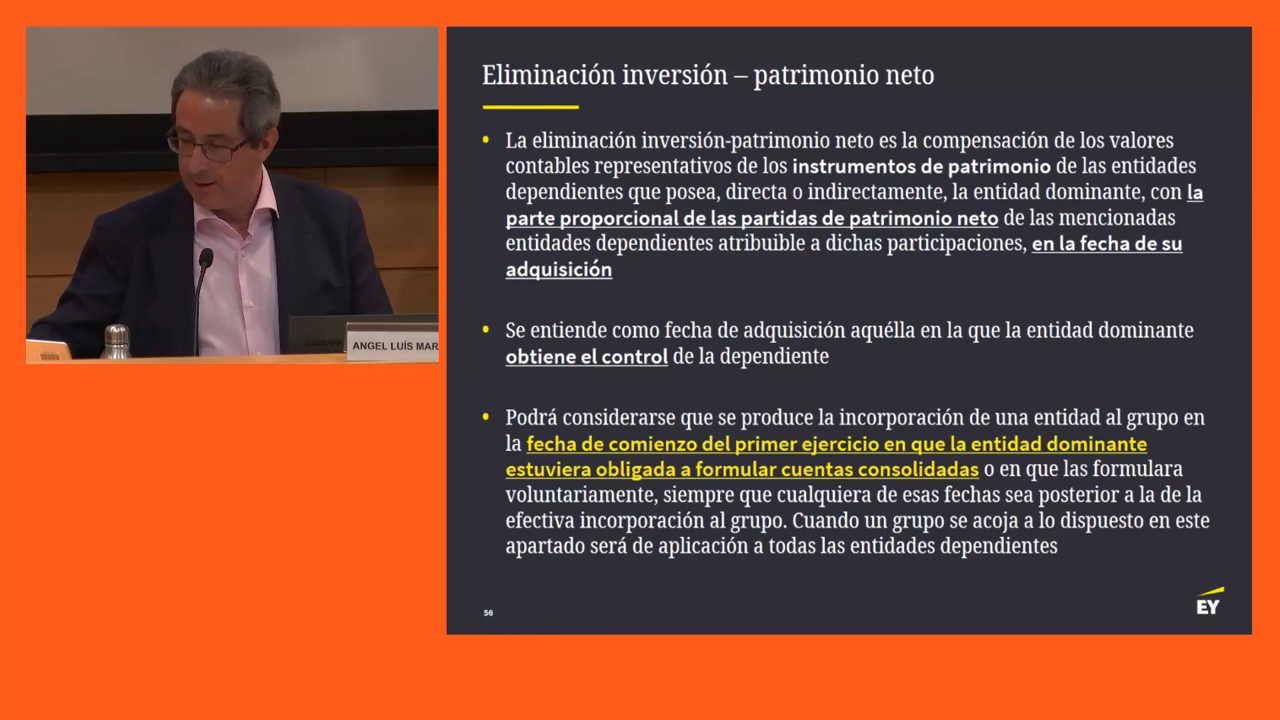 Eliminación inversión – patrimonio neto
• La eliminación inversión-patrimonio neto es la compensación de los valores
contables representativos de los instrumentos de patrimonio de las entidades
dependientes que posea, directa o indirectamente, la entidad dominante, con la
parte proporcional de las partidas de patrimonio neto de las mencionadas
entidades dependientes atribuible a dichas participaciones, en la fecha de su
adquisición
• Se entiende como fecha de adquisición aquélla en la que la entidad dominante
obtiene el control de la dependiente
• Podrá considerarse que se produce la incorporación de una entidad al grupo en
la fecha de comienzo del primer ejercicio en que la entidad dominante
estuviera obligada a formular cuentas consolidadas o en que las formulara
voluntariamente, siempre que cualquiera de esas fechas sea posterior a la de la
efectiva incorporación al grupo. Cuando un grupo se acoja a lo dispuesto en este
apartado será de aplicación a todas las entidades dependientes
56
EY
ANGEL LUÍS MAR